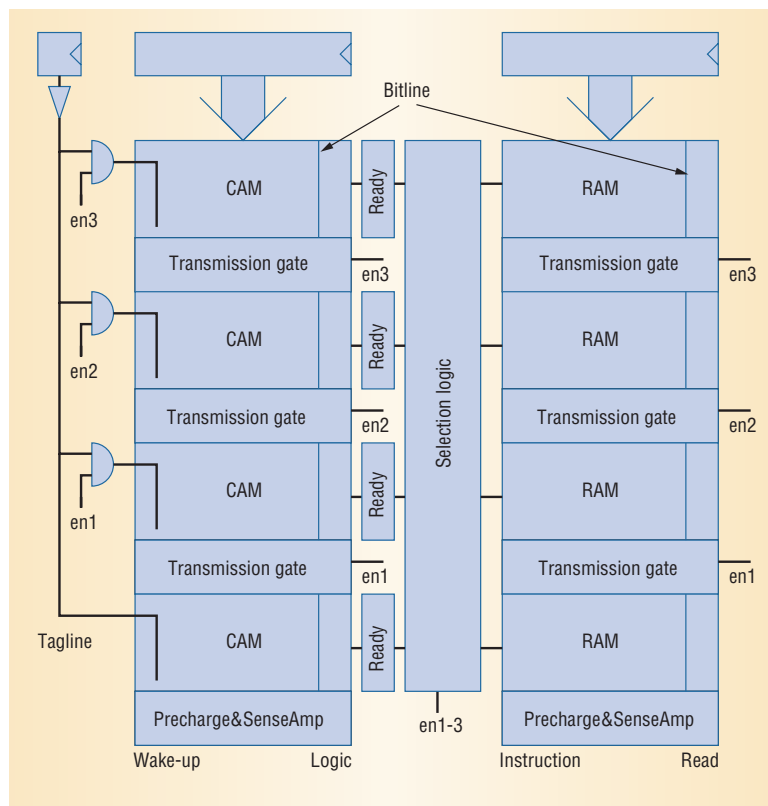 Bitline
CAM
Ready
RAM
en3
Transmission gate
en3
Transmission gate
en3
CAM
Ready
RAM
en2
Transmission gate
en2
Transmission gate
en2
Selection logic
CAM
Ready
RAM
en1
Transmission gate
en1
Transmission gate
en1
Tagline
CAM
Ready
RAM
Precharge&SenseAmp
en1-3
Precharge&SenseAmp
Wake-up Logic
Instruction Read